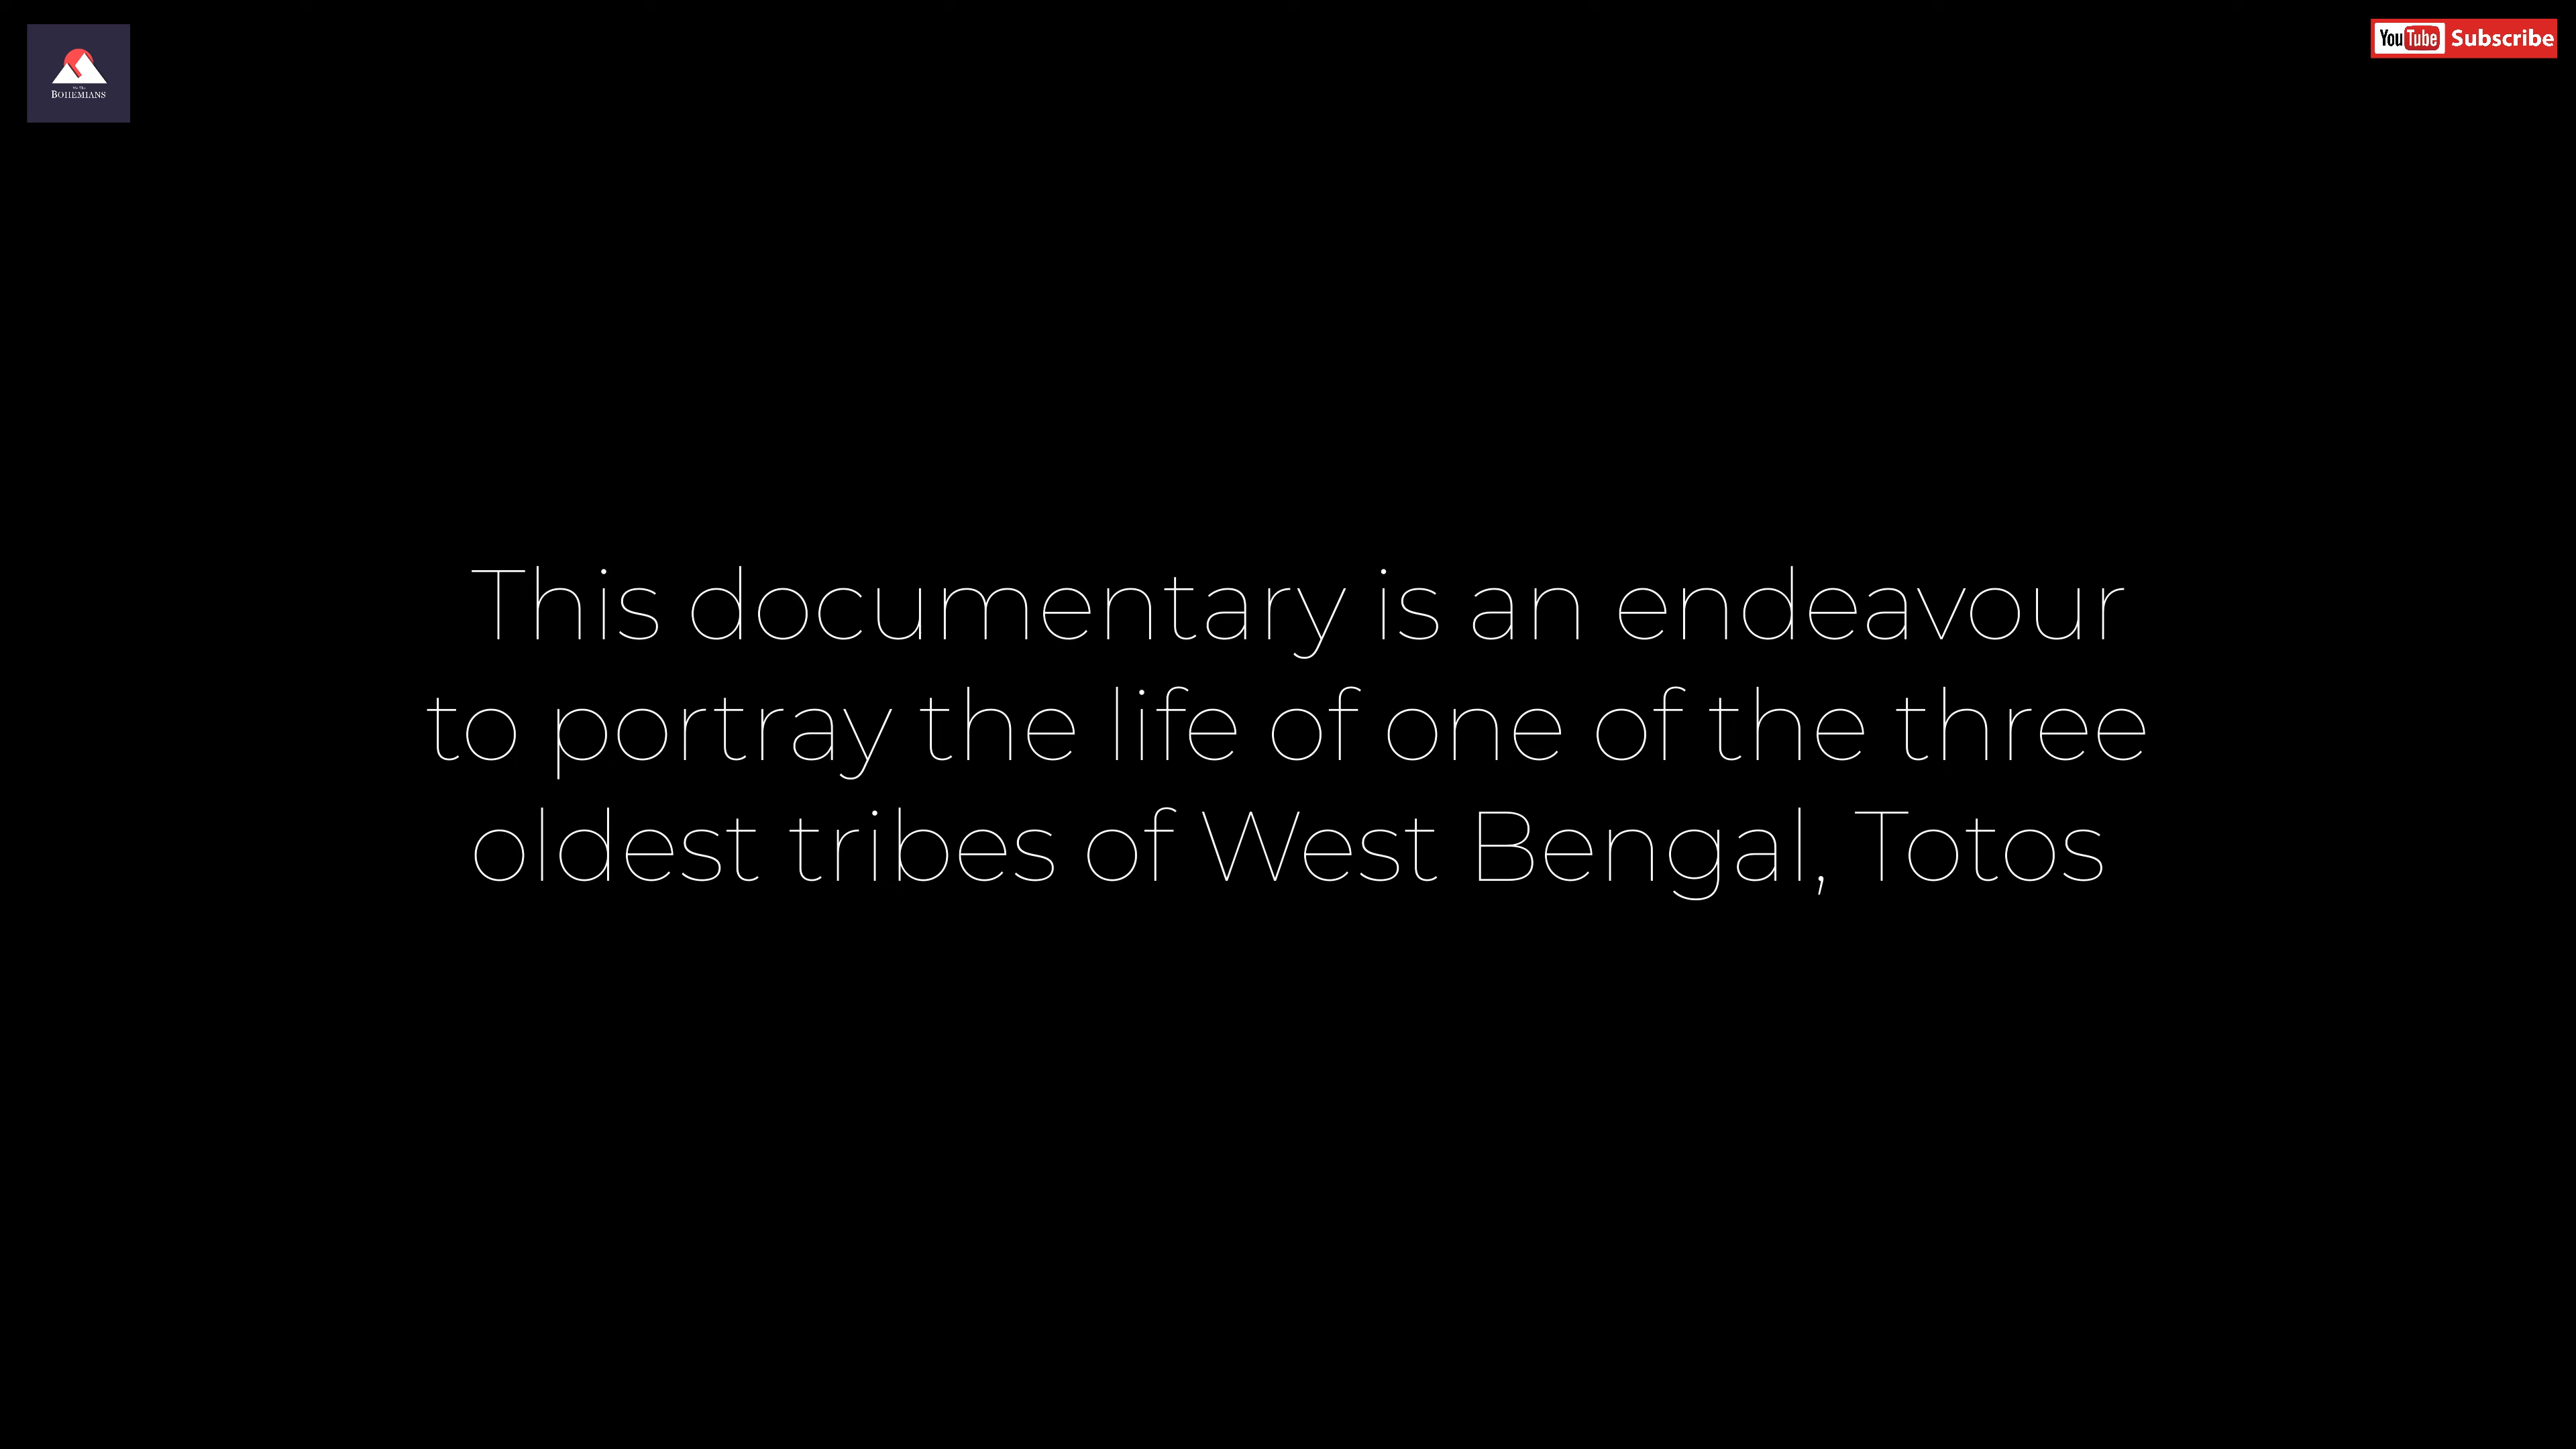 BOHEMIANS
YouTube Subscribe
This documentary is an endeavour
to portray the life of one of the three
oldest tribes of West Bengal, Totos